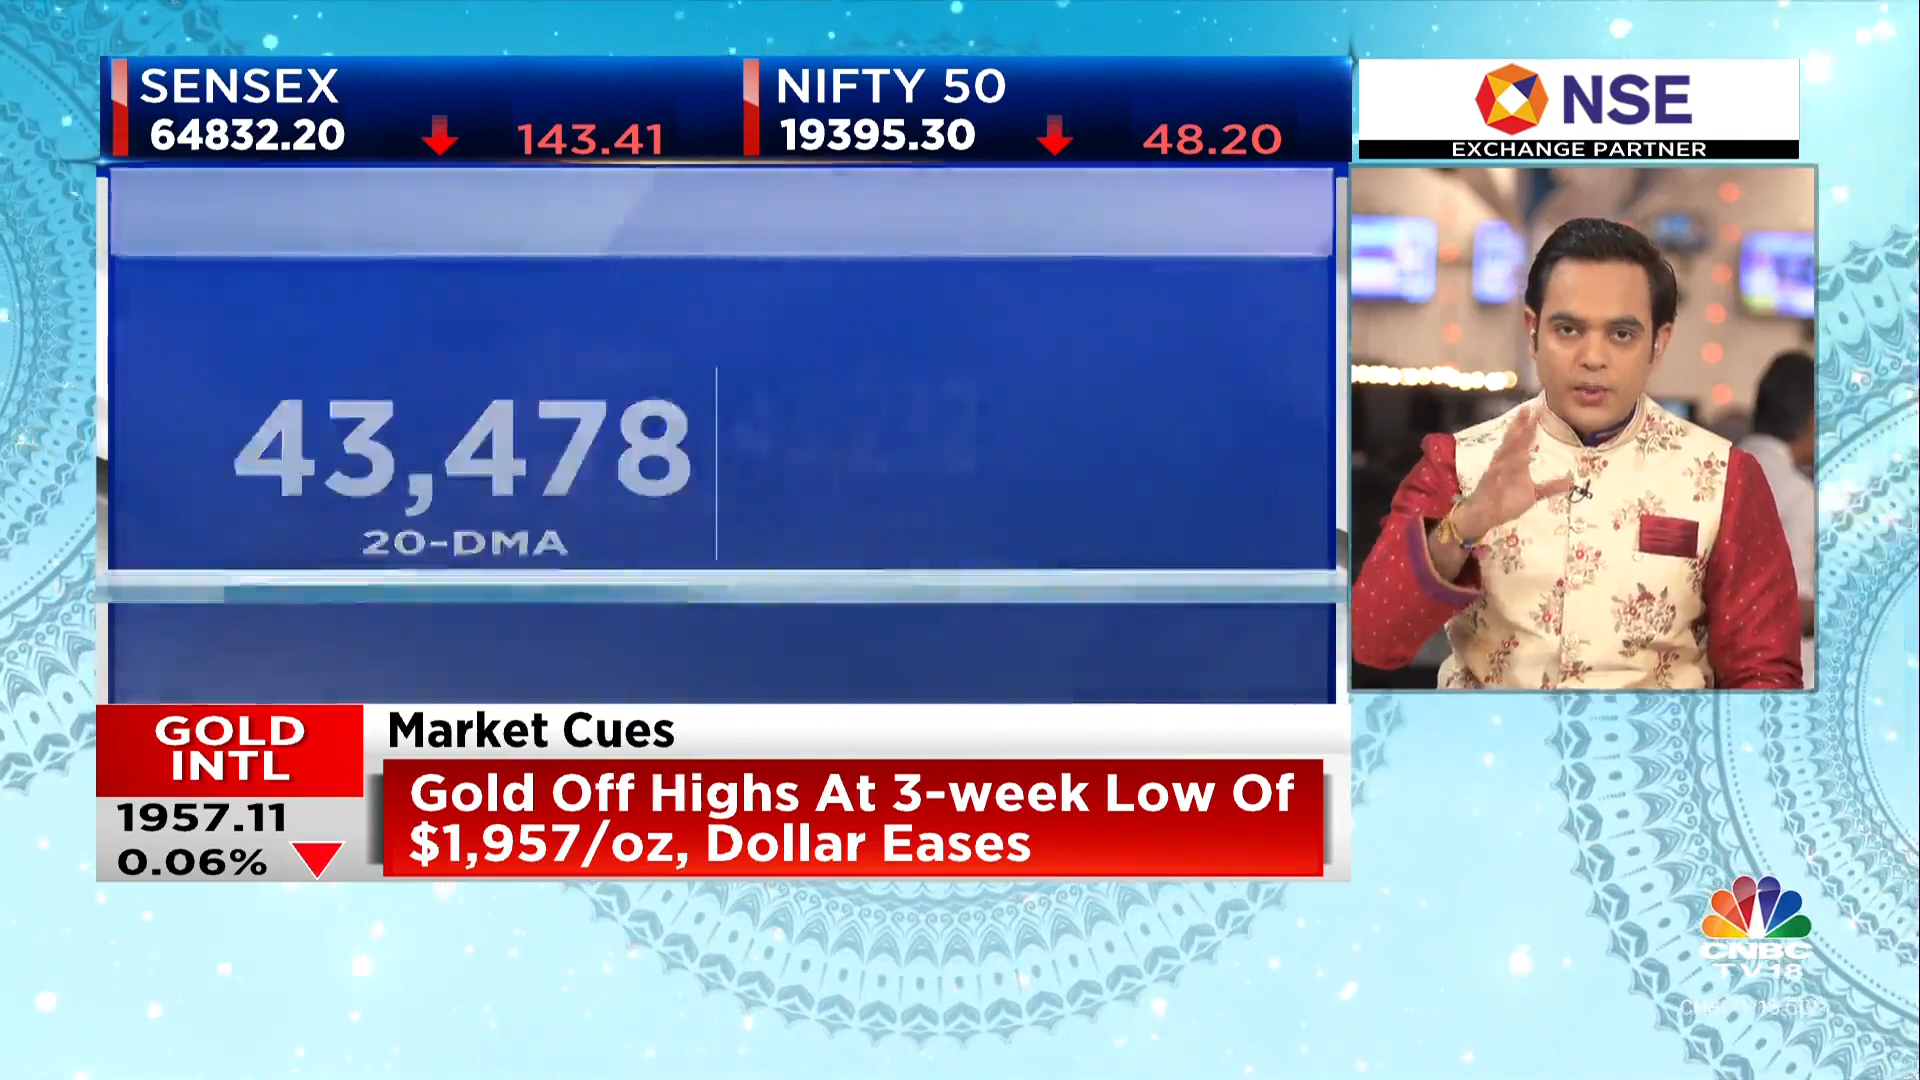 SENSEX
64832.20 143.41
NIFTY 50
19395.30 48.20
NSE
EXCHANGE PARTNER
43,478
20-DMA
GOLD
INTL
1957.11
0.06%
Market Cues
Gold Off Highs At 3-week Low Of
$1,957/oz, Dollar Eases
CNBC
TV18